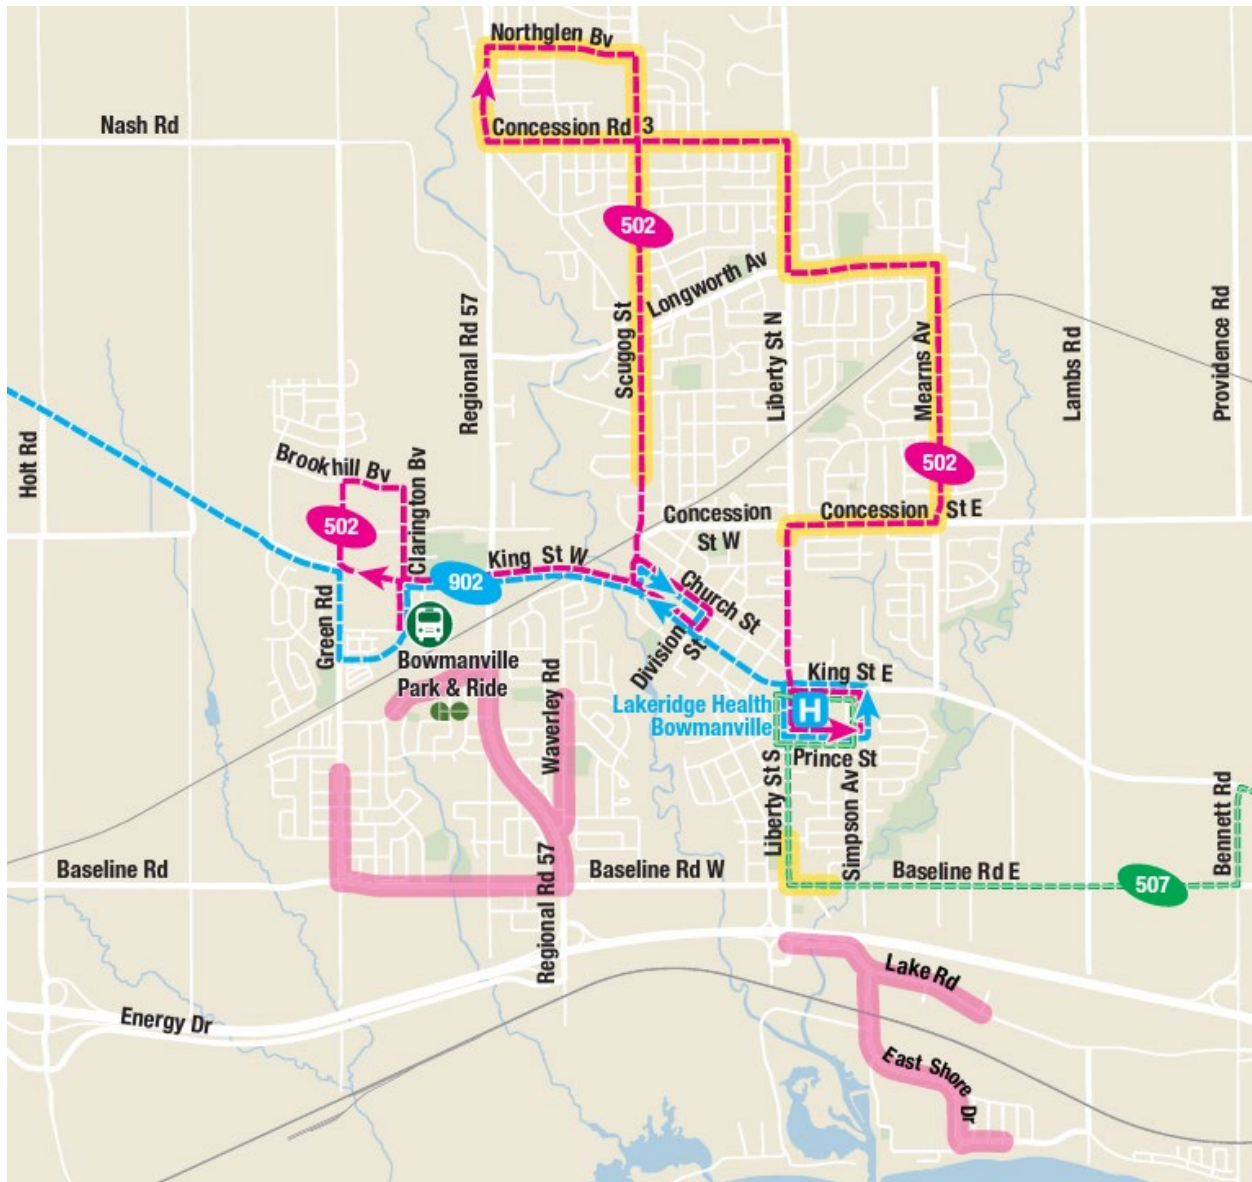 Northglen Bv
Nash Rd
Concession Rd 3
502
Longworth Av
Regional Rd 57
Scugog St
Liberty St N
Mearns Av
Lambs Rd
Providence Rd
Holt Rd
Brookhill Bv
Clarington Bv
502
502
Concession St E
Concession
St W
King St W
902
Church St
Green Rd
Division
St
Bowmanville
Park & Ride
Waverley Rd
King St E
Lakeridge Health
Bowmanville
H
Prince St
Liberty St S
Simpson Av
Bennett Rd
Baseline Rd
Regional Rd 57
Baseline Rd W
Baseline Rd E
507
Lake Rd
Energy Dr
East Shore Dr